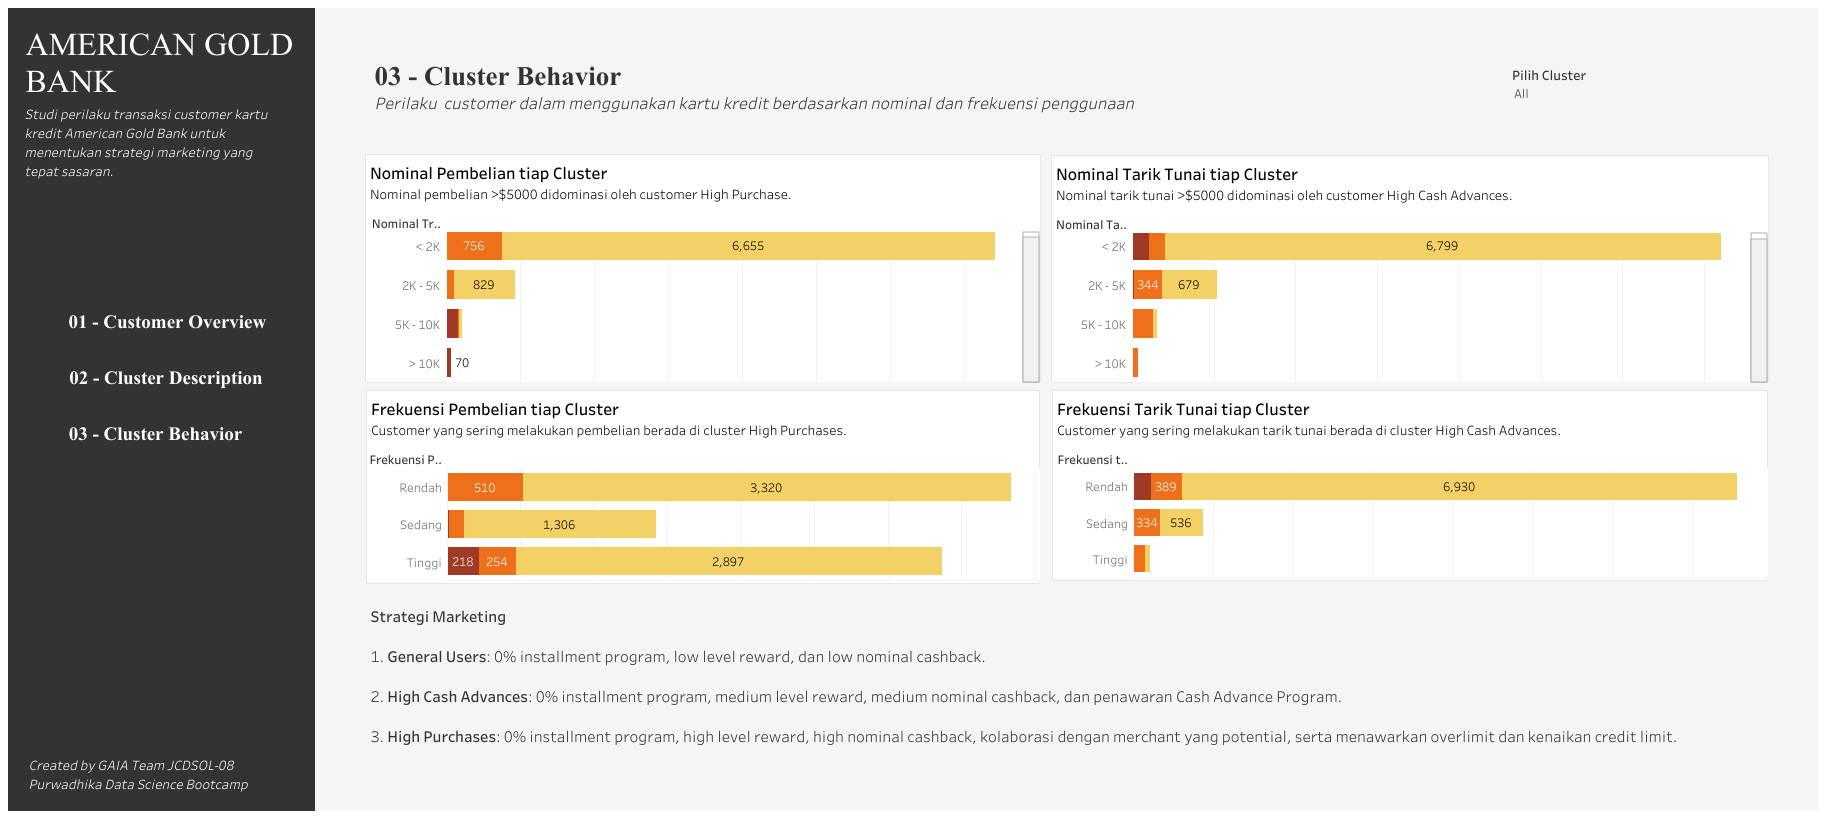 AMERICAN GOLD
BANK
Studi perilaku transaksi customer kartu
kredit American Gold Bank untuk
menentukan strategi marketing yang
tepat sasaran.
01 - Customer Overview
02 - Cluster Description
03 - Cluster Behavior
Created by GAIA Team JCDSOL-08
Purwadhika Data Science Bootcamp
03 - Cluster Behavior
Perilaku customer dalam menggunakan kartu kredit berdasarkan nominal dan frekuensi penggunaan
Pilih Cluster
All
Nominal Pembelian tiap Cluster
Nominal pembelian >$5000 didominasi oleh customer High Purchase.
Nominal Tr..
< 2K 756 6,655
2K - 5K 829
5K - 10K
> 10K 70
Nominal Tarik Tunai tiap Cluster
Nominal tarik tunai >$5000 didominasi oleh customer High Cash Advances.
Nominal Ta..
< 2K 6,799
2K - 5K 344 679
5K - 10K
> 10K
Frekuensi Pembelian tiap Cluster
Customer yang sering melakukan pembelian berada di cluster High Purchases.
Frekuensi P..
Rendah 510 3,320
Sedang 1,306
Tinggi 218 254 2,897
Frekuensi Tarik Tunai tiap Cluster
Customer yang sering melakukan tarik tunai berada di cluster High Cash Advances.
Frekuensi t..
Rendah 389 6,930
Sedang 334 536
Tinggi
Strategi Marketing
1. General Users: 0% installment program, low level reward, dan low nominal cashback.
2. High Cash Advances: 0% installment program, medium level reward, medium nominal cashback, dan penawaran Cash Advance Program.
3. High Purchases: 0% installment program, high level reward, high nominal cashback, kolaborasi dengan merchant yang potential, serta menawarkan overlimit dan kenaikan credit limit.